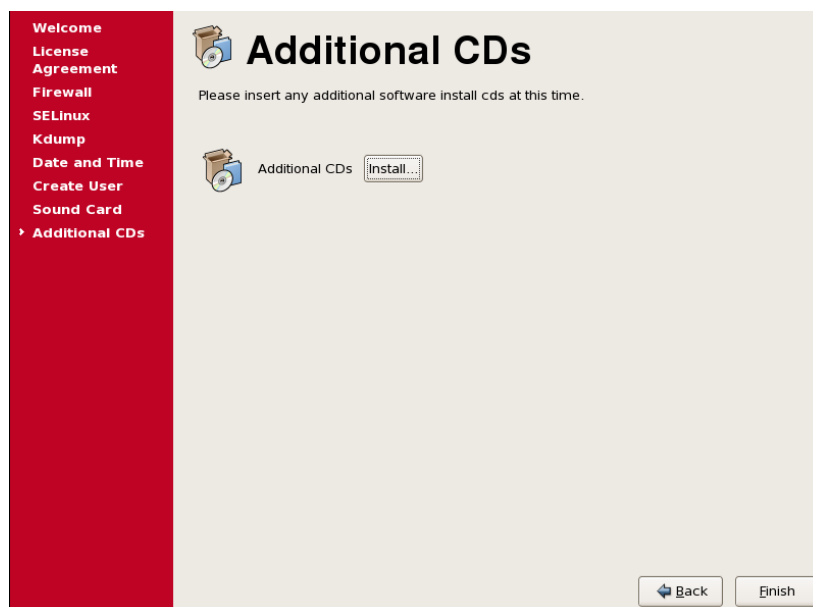 Welcome
License
Agreement
Firewall
SELinux
Kdump
Date and Time
Create User
Sound Card
Additional CDs
Additional CDs
Please insert any additional software install cds at this time.
Additional CDs Install...
Back Finish